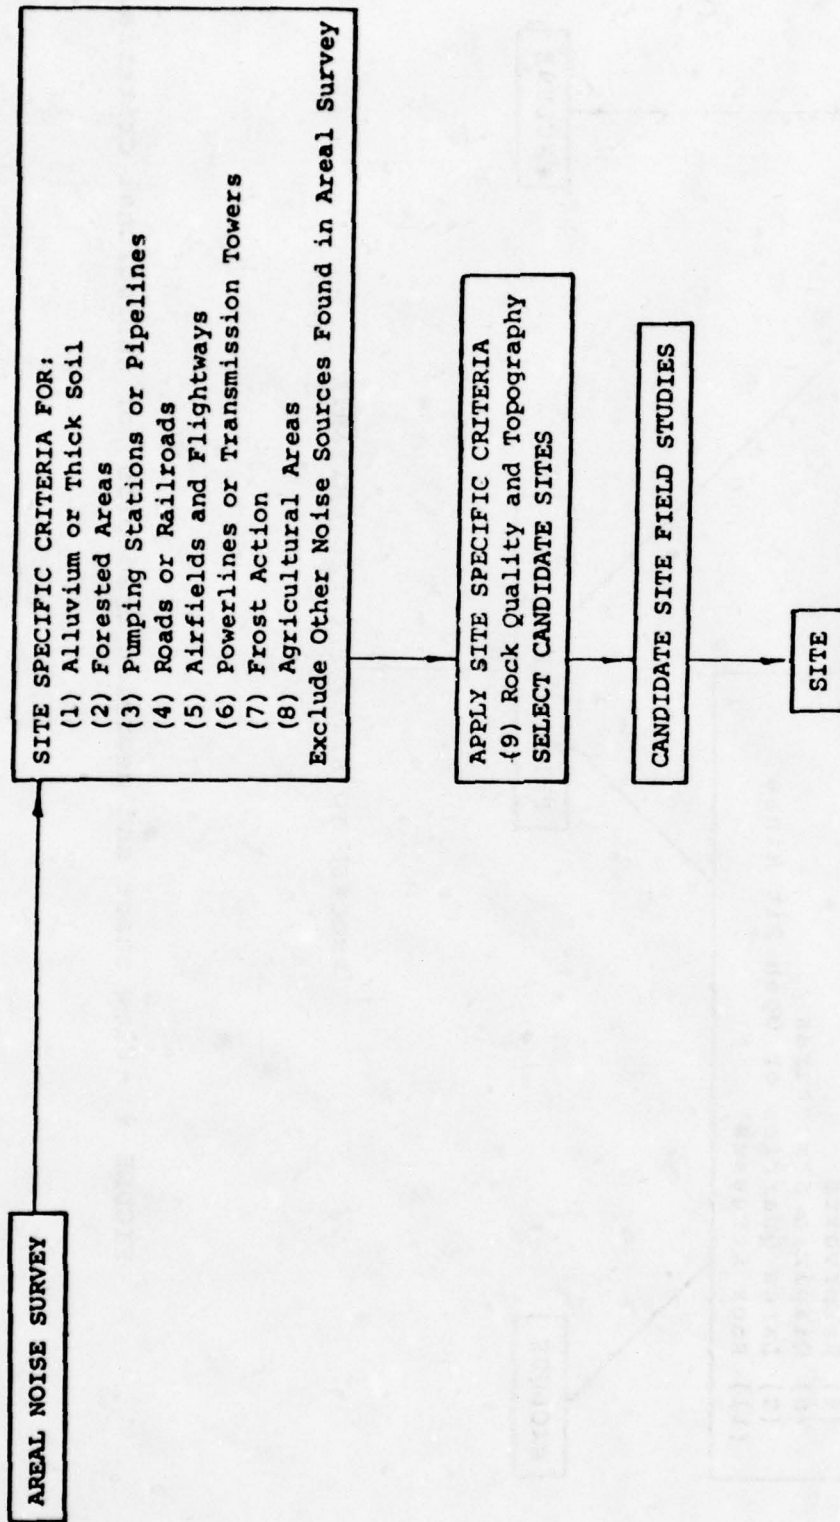 AREAL NOISE SURVEY
SITE SPECIFIC CRITERIA FOR:
(1) Alluvium or Thick Soil
(2) Forested Areas
(3) Pumping Stations or Pipelines
(4) Roads or Railroads
(5) Airfields and Flightways
(6) Powerlines or Transmission Towers
(7) Frost Action
(8) Agricultural Areas
Exclude Other Noise Sources Found in Areal Survey
APPLY SITE SPECIFIC CRITERIA
(9) Rock Quality and Topography
SELECT CANDIDATE SITES
CANDIDATE SITE FIELD STUDIES
SITE